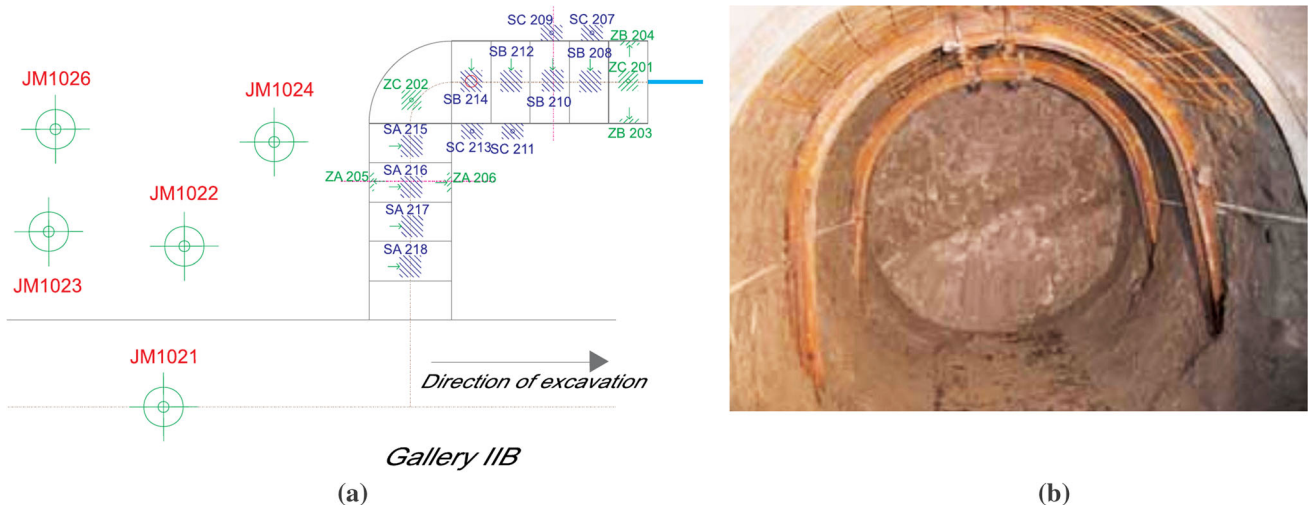 SC 209
SC 207
ZB 204
JM1026
SB 212
SB 208
ZC 202
ZC 201
JM1024
SB 214
SB 210
SA 215
SC 213
SC 211
ZB 203
SA 216
ZA 205
ZA 206
JM1022
SA 217
SA 218
JM1023
JM1021
Direction of excavation
Gallery IIB
(a)
(b)